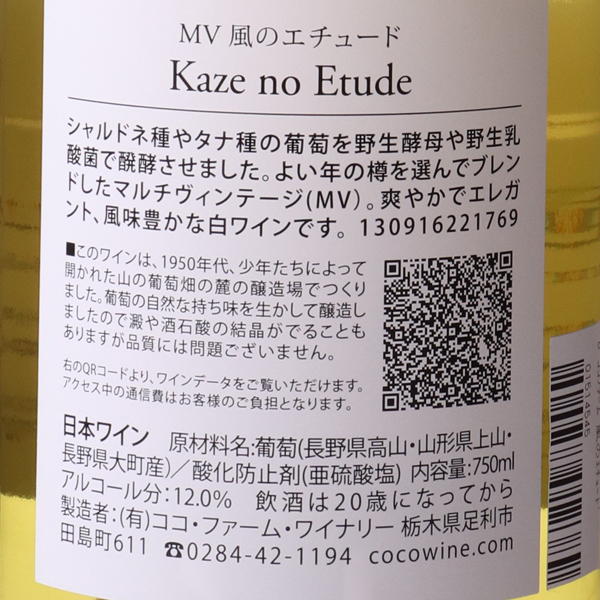 MV 風のエチュード
Kaze no Etude
シャルドネ種やタナ種の葡萄を野生酵母や野生乳
酸菌で醗酵させました。よい年の樽を選んでブレン
ドしたマルチヴィンテージ(MV)。爽やかでエレガ
ント、風味豊かな白ワインです。130916221769
■このワインは、1950年代、少年たちによって
開かれた山の葡萄畑の麓の醸造場でつくり
ました。葡萄の自然な持ち味を生かして醸造し
ましたので澱や酒石酸の結晶がでることも
ありますが品質には問題ございません。
右のQRコードより、ワインデータをご覧いただけます。
アクセス中の通信費はお客様のご負担となります。
日本ワイン 原材料名:葡萄(長野県高山・山形県上山・
長野県大町産)／酸化防止剤(亜硫酸塩) 内容量:750ml
アルコール分:12.0% 飲酒は20歳になってから
製造者:(有)ココ・ファーム・ワイナリー 栃木県足利市
田島町611 ☎0284-42-1194 cocowine.com